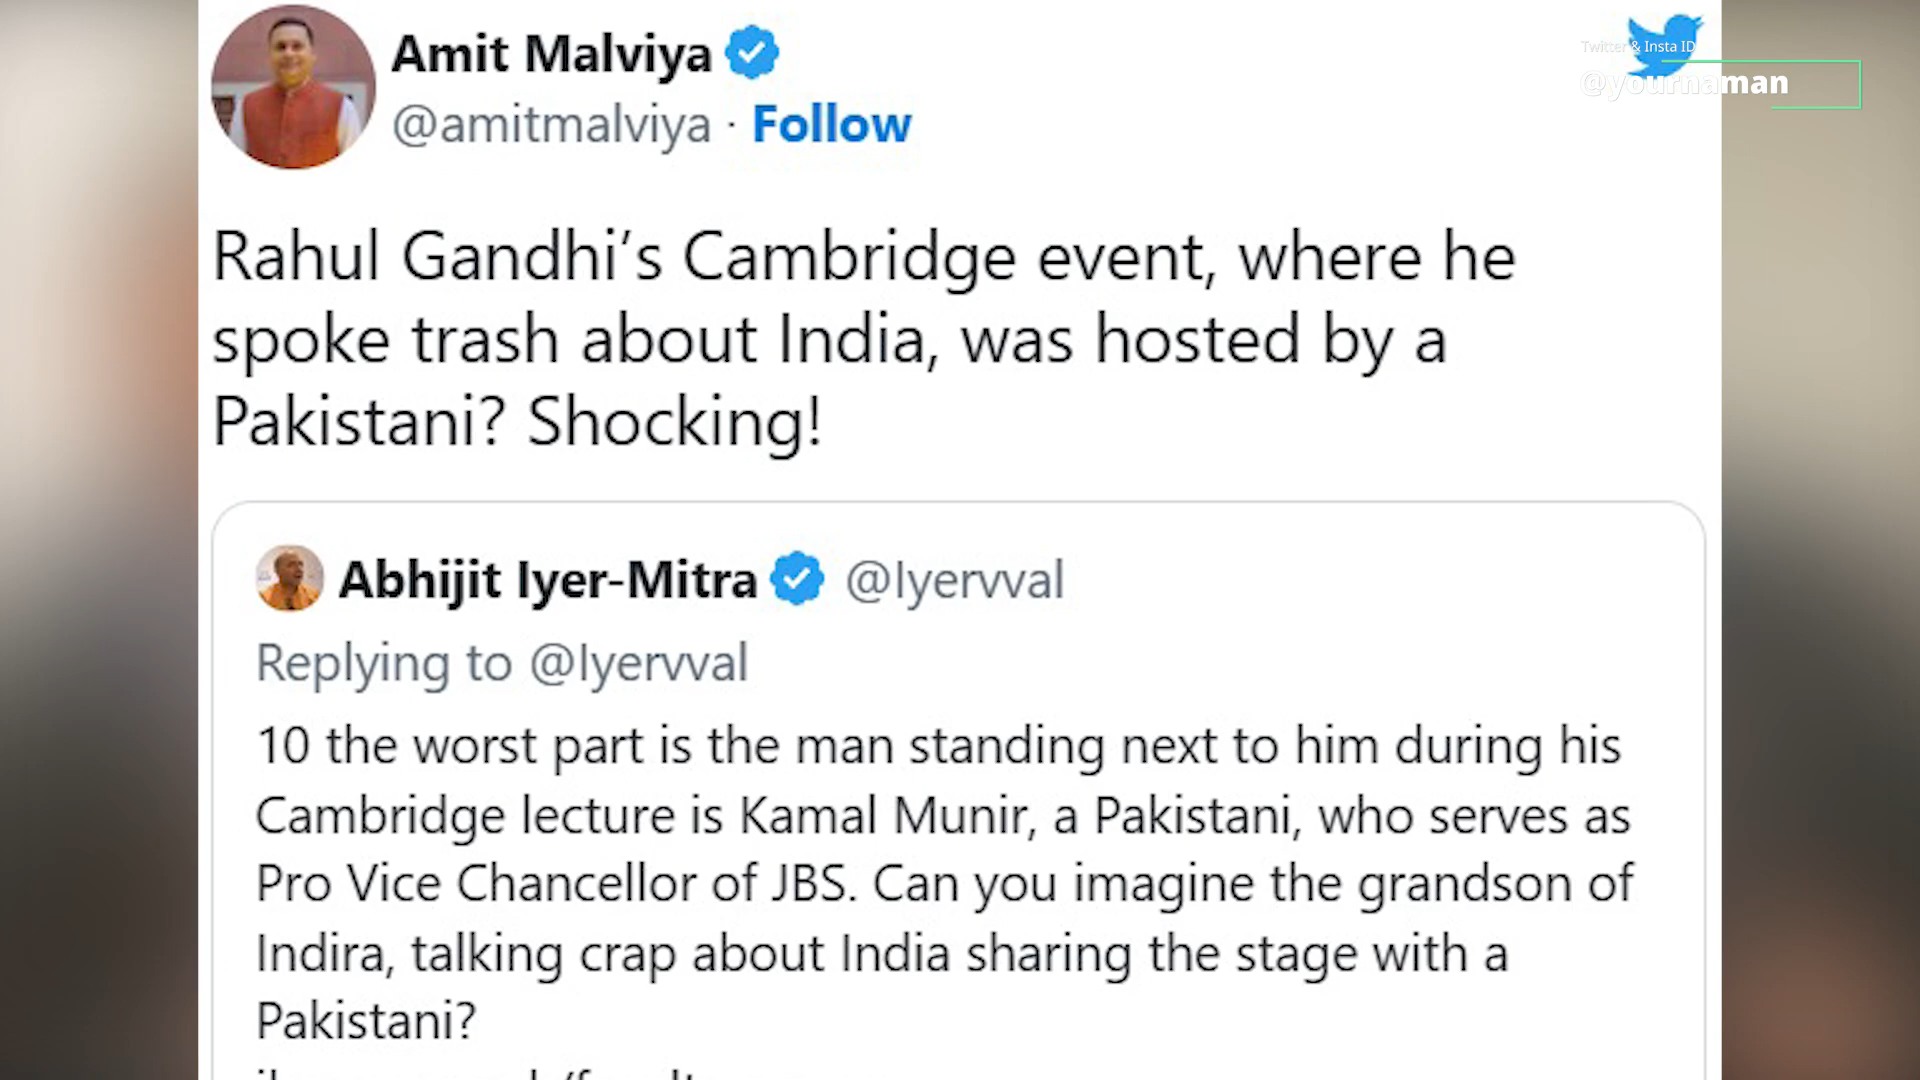 Amit Malviya
@amitmalviya · Follow
Twitter & Insta ID
@yournaman
Rahul Gandhi’s Cambridge event, where he
spoke trash about India, was hosted by a
Pakistani? Shocking!
Abhijit Iyer-Mitra @Iyervval
Replying to @Iyervval
10 the worst part is the man standing next to him during his
Cambridge lecture is Kamal Munir, a Pakistani, who serves as
Pro Vice Chancellor of JBS. Can you imagine the grandson of
Indira, talking crap about India sharing the stage with a
Pakistani?